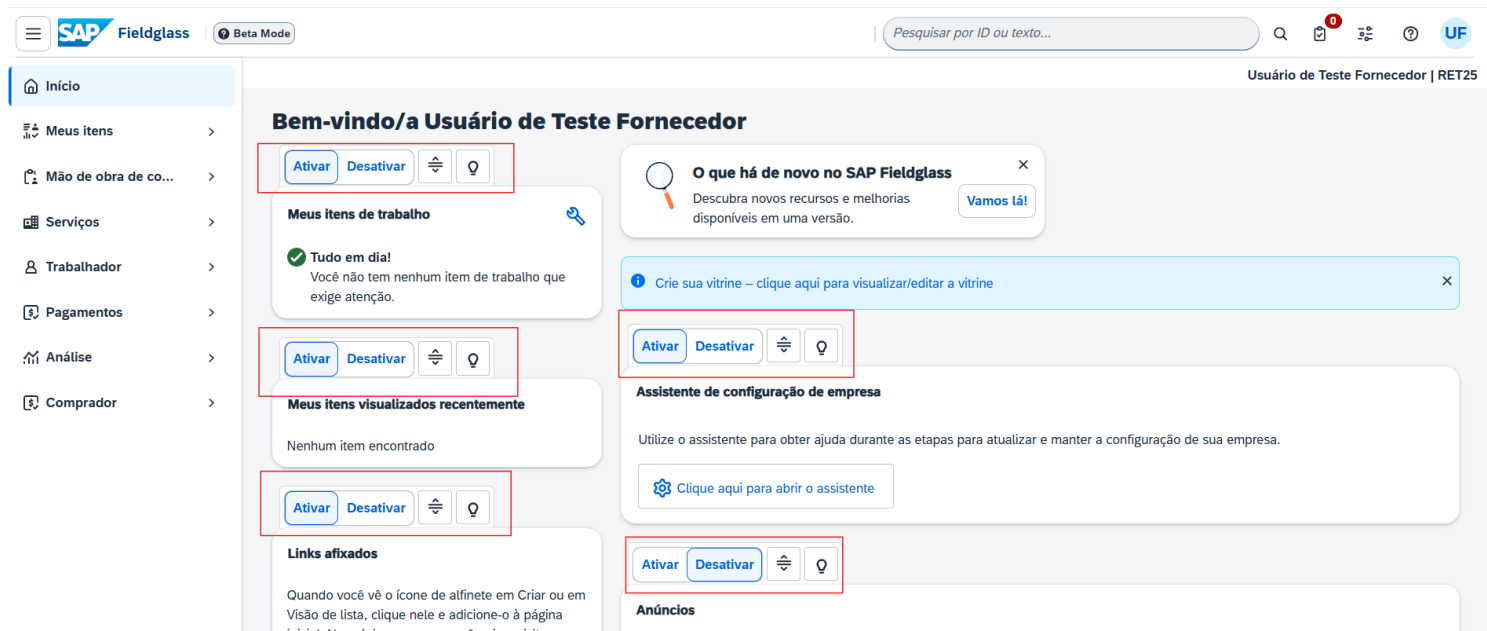 SAP Fieldglass
Beta Mode
Pesquisar por ID ou texto...
0
UF
Usuário de Teste Fornecedor | RET25
Início
Meus itens
Mão de obra de co...
Serviços
Trabalhador
Pagamentos
Análise
Comprador
Bem-vindo/a Usuário de Teste Fornecedor
Ativar Desativar
Meus itens de trabalho
Tudo em dia!
Você não tem nenhum item de trabalho que
exige atenção.
Ativar Desativar
Meus itens visualizados recentemente
Nenhum item encontrado
Ativar Desativar
Links afixados
Quando você vê o ícone de alfinete em Criar ou em
Visão de lista, clique nele e adicione-o à página
O que há de novo no SAP Fieldglass
Descubra novos recursos e melhorias
disponíveis em uma versão.
Vamos lá!
Crie sua vitrine – clique aqui para visualizar/editar a vitrine
Ativar Desativar
Assistente de configuração de empresa
Utilize o assistente para obter ajuda durante as etapas para atualizar e manter a configuração de sua empresa.
Clique aqui para abrir o assistente
Ativar Desativar
Anúncios